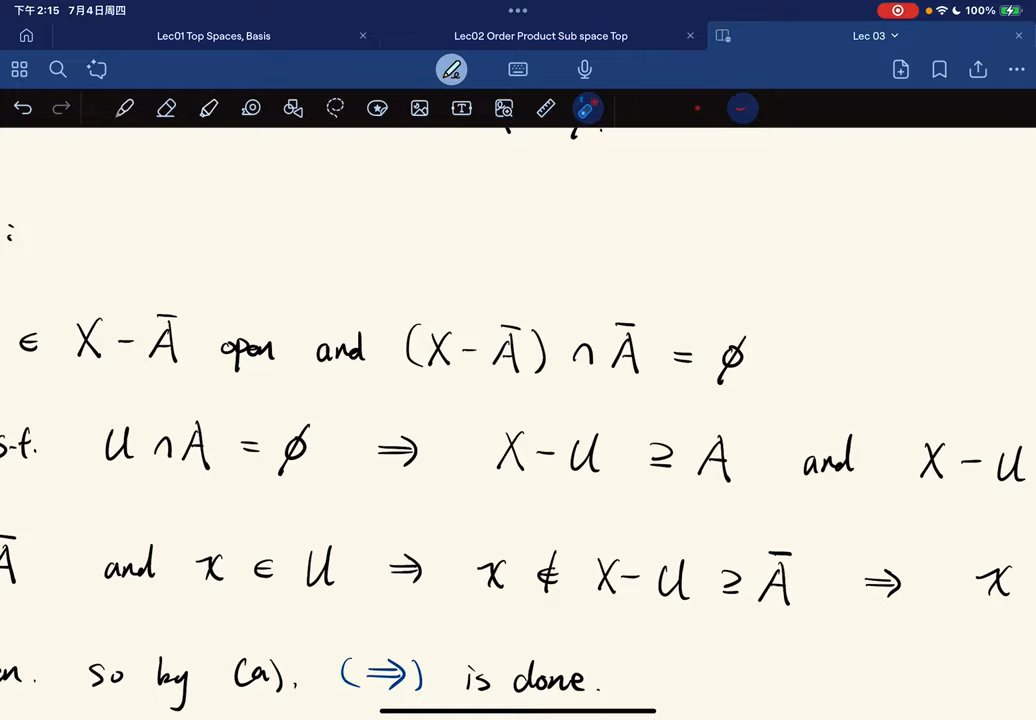 下午2:15 7月4日周四
100%
Lec01 Top Spaces, Basis
Lec02 Order Product Sub space Top
Lec 03
:
∈ X - Ā open and (X - Ā) ∩ Ā = ϕ
s.t. U ∩ A = ϕ ⇒ X - U ⊇ A and X - U
Ā and x ∈ U ⇒ x ∉ X - U ⊇ Ā ⇒ x
so by (a), (⇒) is done.